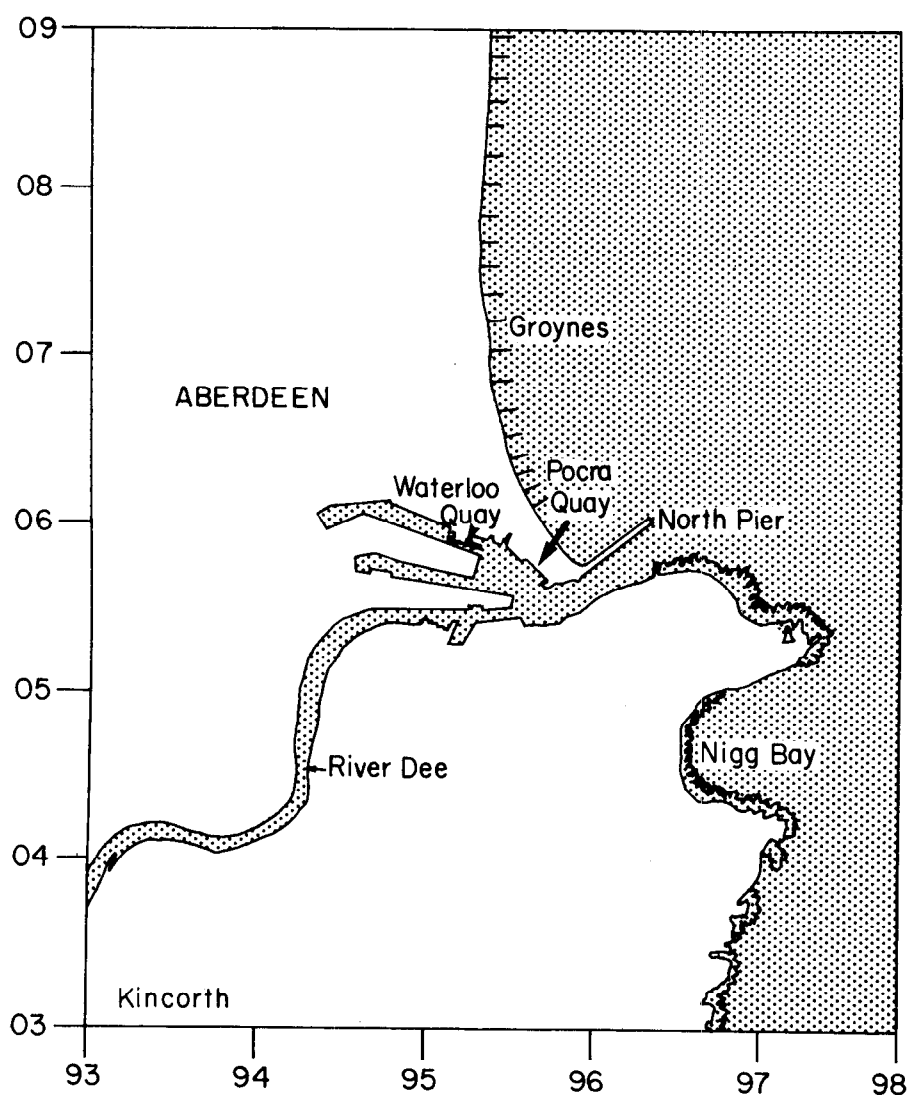 09
08
07
06
05
04
03
Groynes
ABERDEEN
Pocra
Quay
Waterloo
Quay
North Pier
River Dee
Nigg Bay
Kincorth
93
94
95
96
97
98